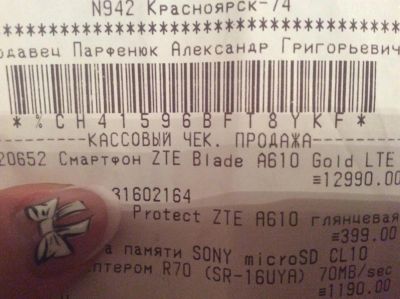 N942 Красноярск-74
*********************************
родавец Парфенюк Александр Григорьевич
*%CH41596BFT8YKF*
------КАССОВЫЙ ЧЕК. ПРОДАЖА------
20652 Смартфон ZTE Blade A610 Gold LTE
≡12990.00
31602164
Protect ZTE A610 глянцевая
≡399.00
а памяти SONY microSD CL10
птером R70 (SR-16UYA) 70MB/sec
≡1190.00